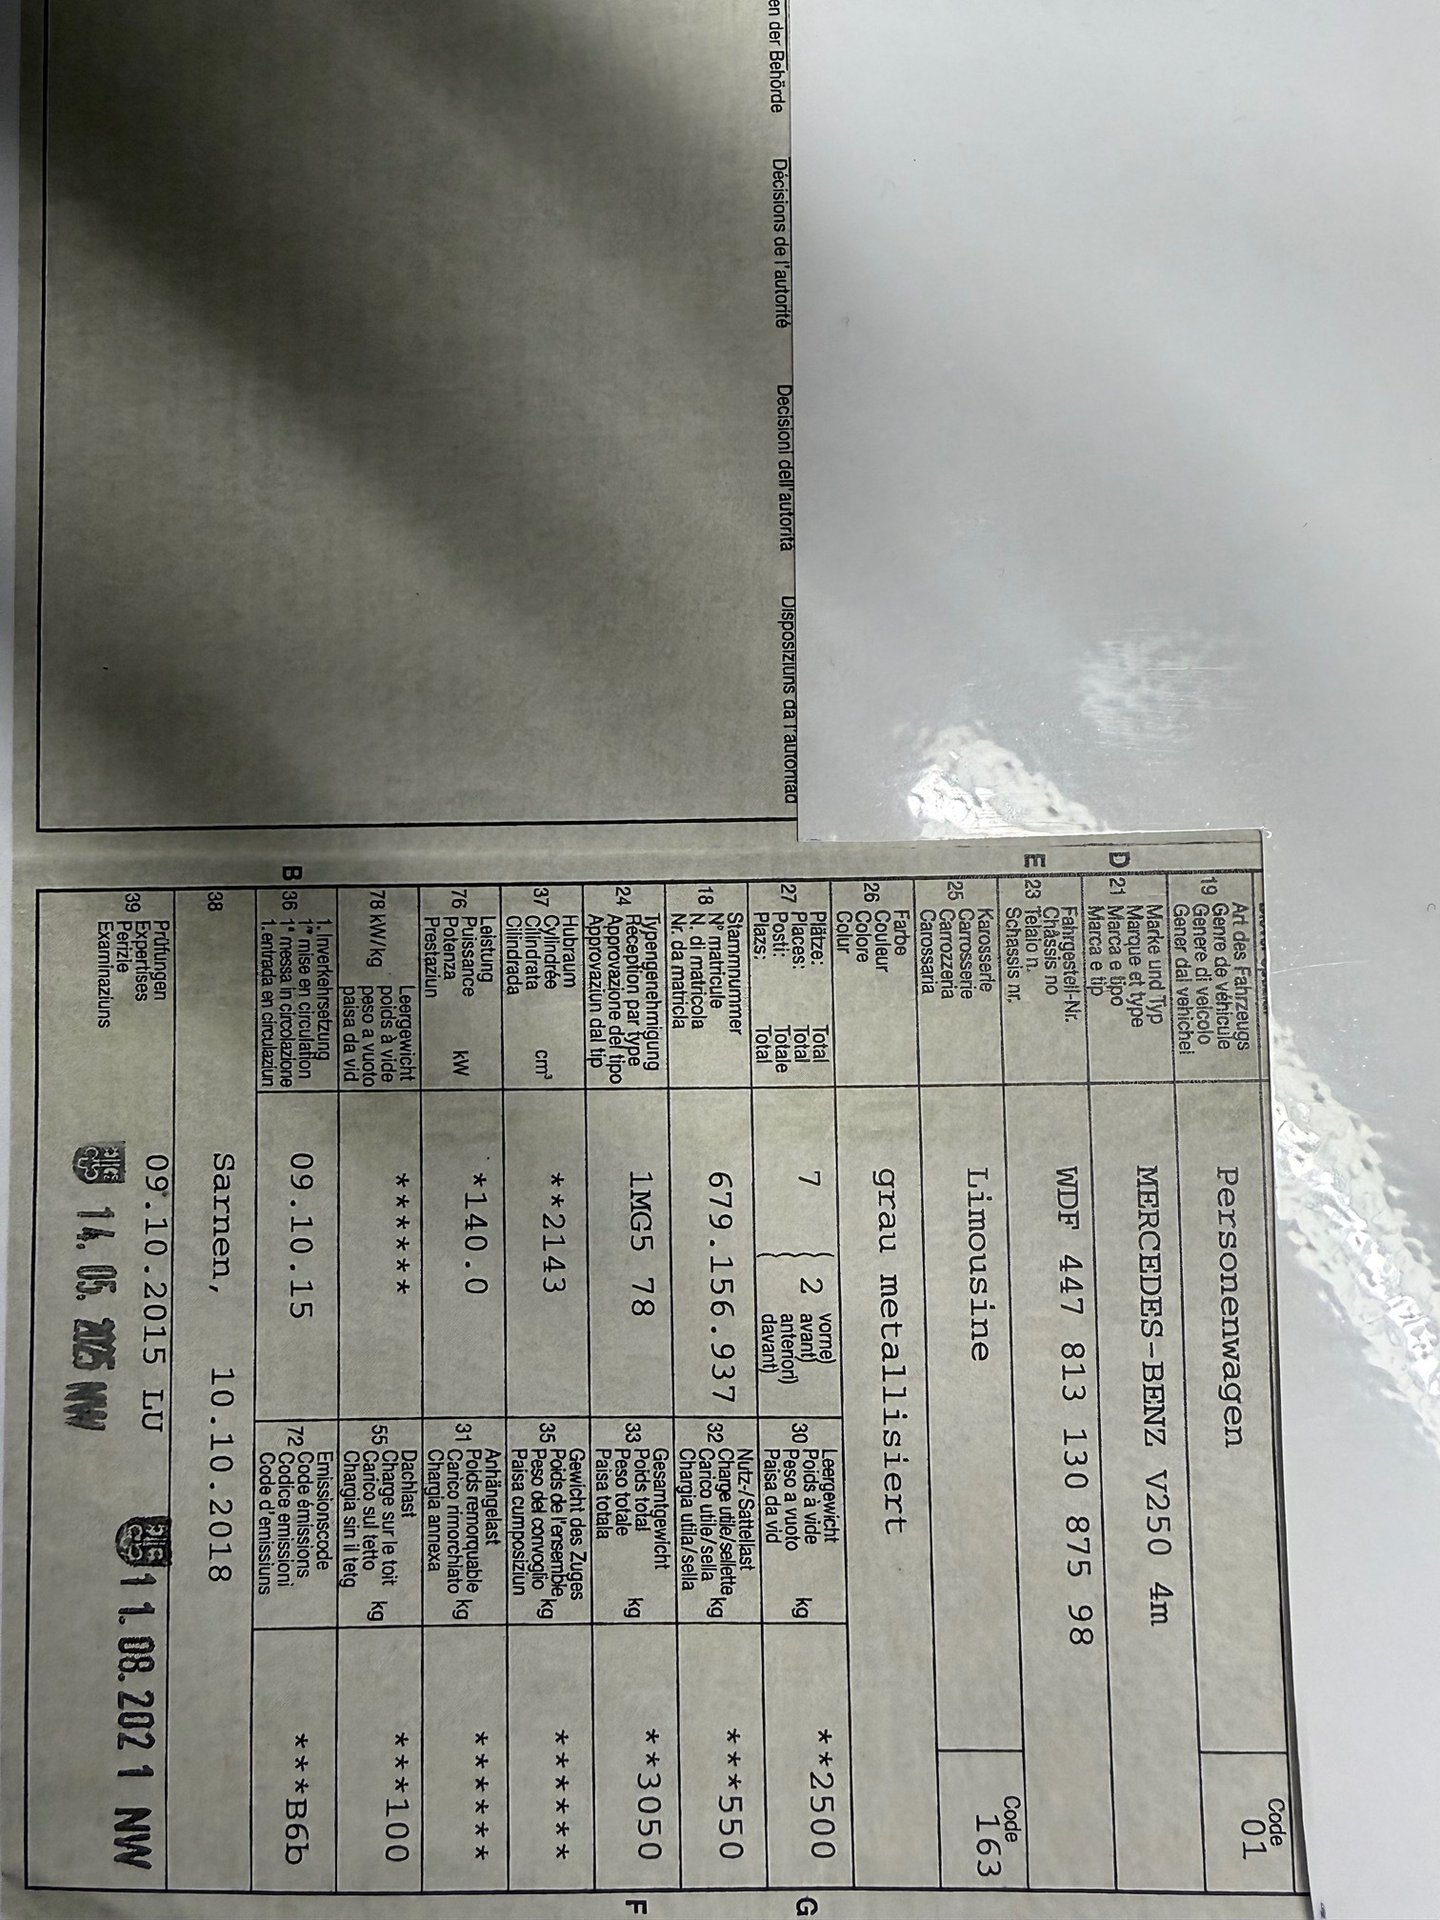 en der Behörde Décisions de l'autorité Decisioni dell'autorità Disposiziuns da l'autoritad
Art des Fahrzeugs
19 Genre de véhicule
Genere di veicolo
Gener dal vehichel
Personenwagen
Code
01
D
Marke und Typ
21 Marque et type
Marca e tipo
Marca e tip
MERCEDES-BENZ V250 4m
E
Fahrgestell-Nr.
23 Châssis no
Telaio n.
Schassis nr.
WDF 447 813 130 875 98
Karosserie
25 Carrosserie
Carrozzeria
Carossaria
Limousine
Code
163
Farbe
26 Couleur
Colore
Colur
grau metallisiert
Plätze: Total
27 Places: Total
Posti: Totale
Plazs: Total
7
2
vorne)
avant)
anteriori)
davant)
Leergewicht
30 Poids à vide
Peso a vuoto kg
Paisa da vid
**2500
G
Stammnummer
18 N° matricule
N. di matricola
Nr. da matricla
679.156.937
Nutz-/Sattellast
32 Charge utile/sellette kg
Carico utile/sella
Chargia utila/sella
***550
Typengenehmigung
24 Réception par type
Approvazione del tipo
Approvaziun dal tip
1MG5 78
Gesamtgewicht
33 Poids total kg
Peso totale
Paisa totala
**3050
F
Hubraum
37 Cylindrée cm³
Cilindrata
Cilindrada
**2143
Gewicht des Zuges
35 Poids de l'ensemble kg
Peso del convoglio
Paisa cumposiziun
******
Leistung
76 Puissance kW
Potenza
Prestaziun
*140.0
Anhängelast
31 Poids remorquable kg
Carico rimorchiato
Chargia annexa
******
Leergewicht
78 kW/kg poids à vide
peso a vuoto
paisa da vid
******
Dachlast
55 Charge sur le toit kg
Carico sul tetto
Chargia sin il tetg
***100
B
1. Inverkehrsetzung
36 1re mise en circulation
1a messa in circolazione
1. entrada en circulaziun
09.10.15
Emissionscode
72 Code émissions
Codice emissioni
Code d'emissiuns
***B6b
38 Sarnen, 10.10.2018
Prüfungen
39 Expertises
Perizie
Examinaziuns
09.10.2015 LU
11.08.2021 NW
14.05.2025 NW